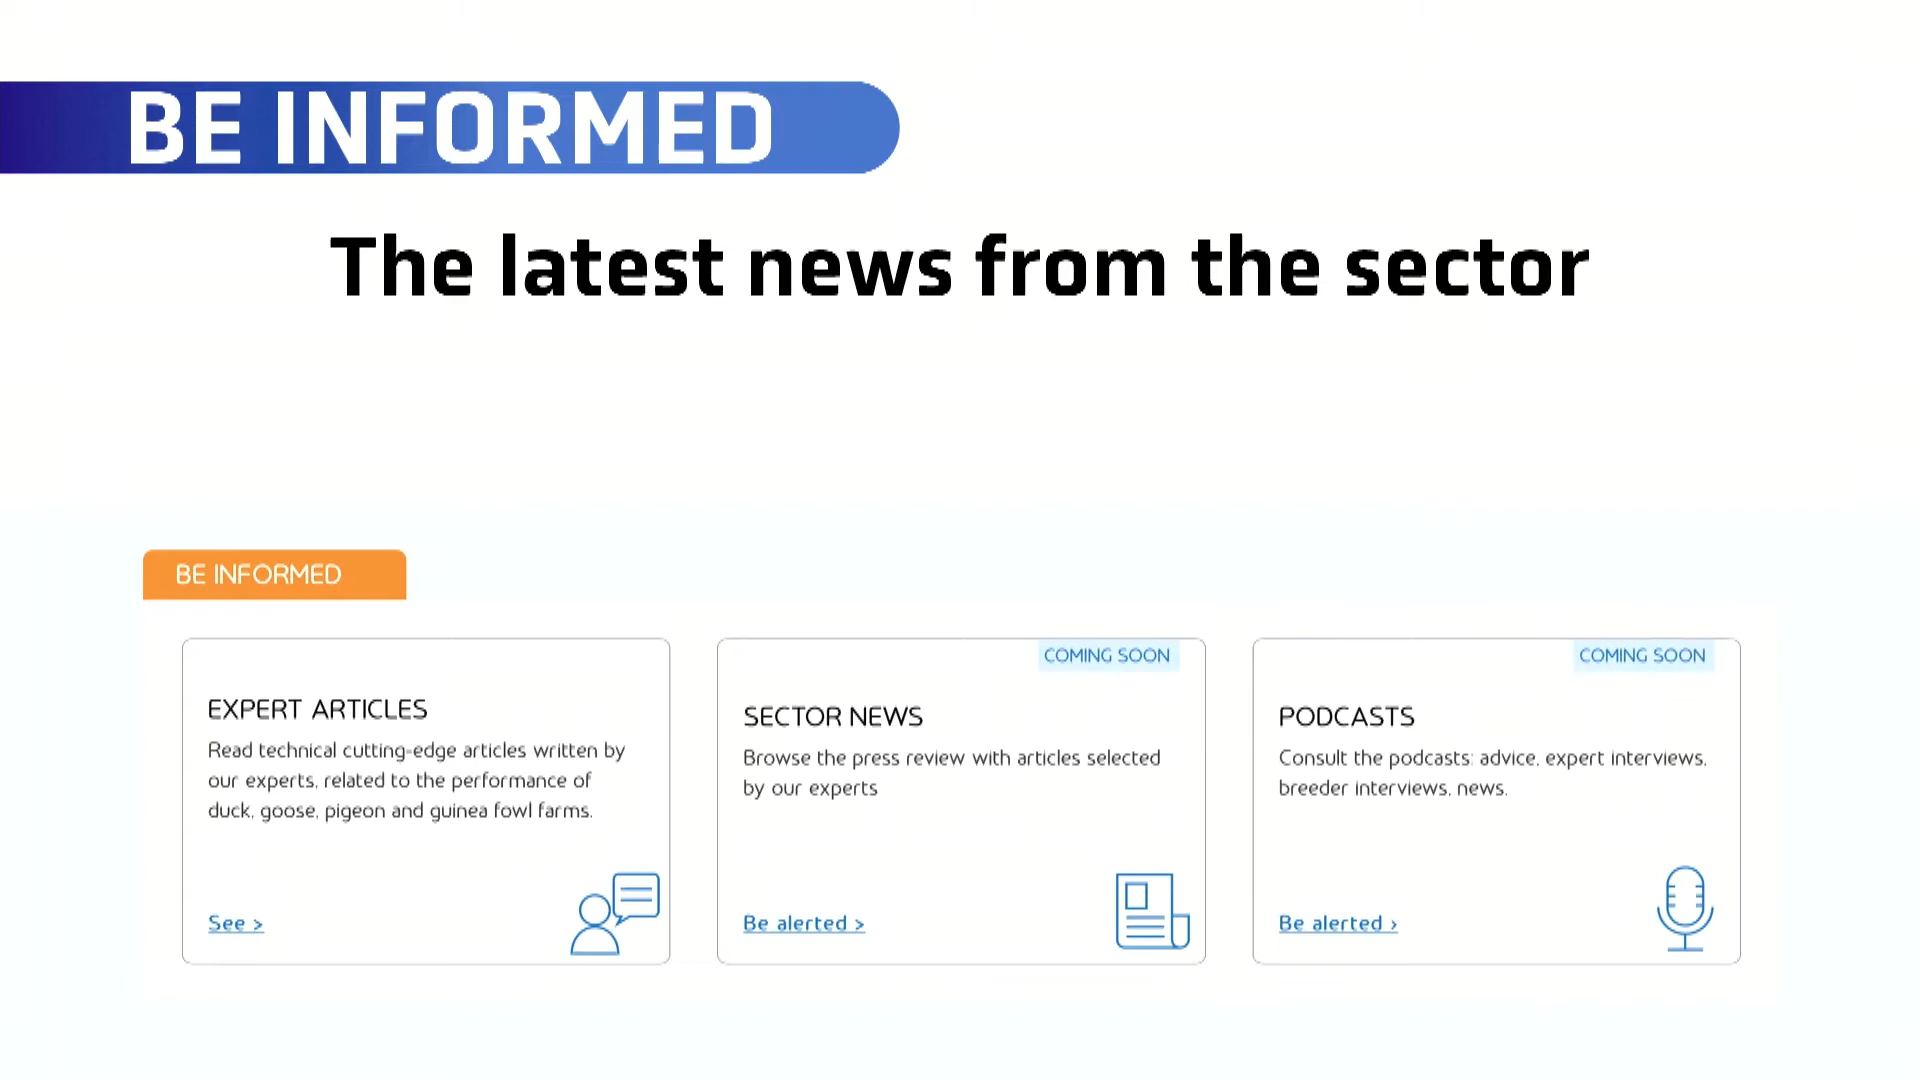 BE INFORMED
The latest news from the sector
BE INFORMED
EXPERT ARTICLES
Read technical cutting-edge articles written by
our experts, related to the performance of
duck, goose, pigeon and guinea fowl farms.
See >
COMING SOON
SECTOR NEWS
Browse the press review with articles selected
by our experts
Be alerted >
COMING SOON
PODCASTS
Consult the podcasts: advice, expert interviews,
breeder interviews, news.
Be alerted >